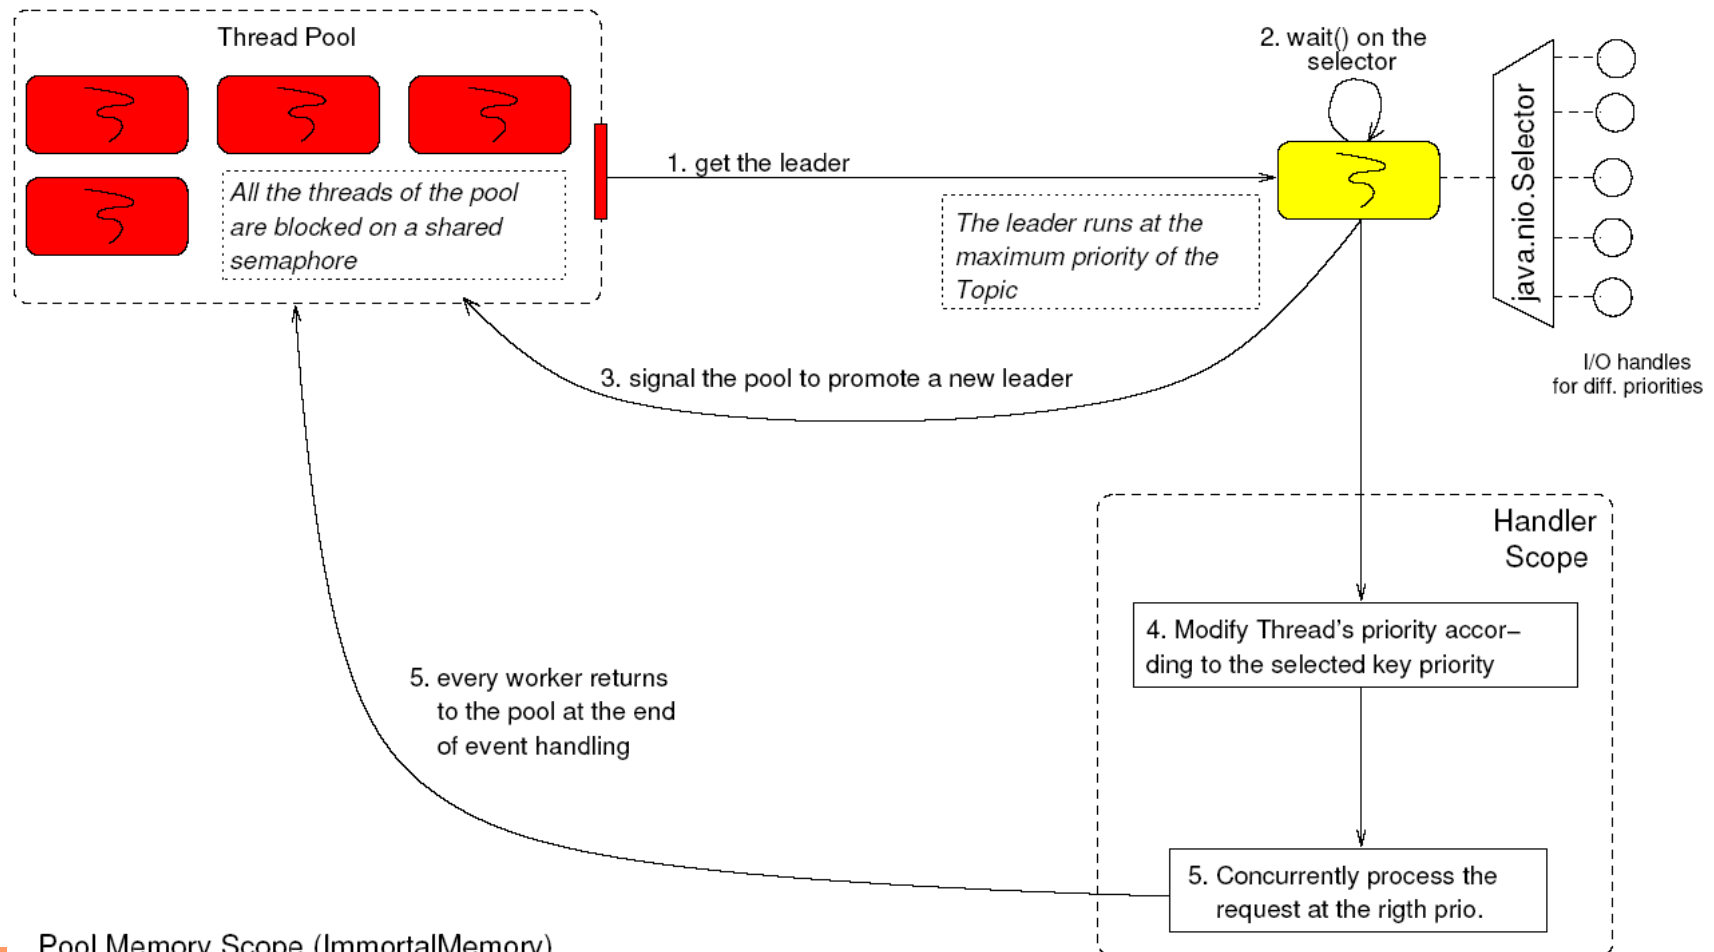 Thread Pool
All the threads of the pool
are blocked on a shared
semaphore
1. get the leader
2. wait() on the
selector
The leader runs at the
maximum priority of the
Topic
java.nio.Selector
I/O handles
for diff. priorities
3. signal the pool to promote a new leader
Handler
Scope
4. Modify Thread's priority accor–
ding to the selected key priority
5. every worker returns
to the pool at the end
of event handling
5. Concurrently process the
request at the rigth prio.
Pool Memory Scope (ImmortalMemory)